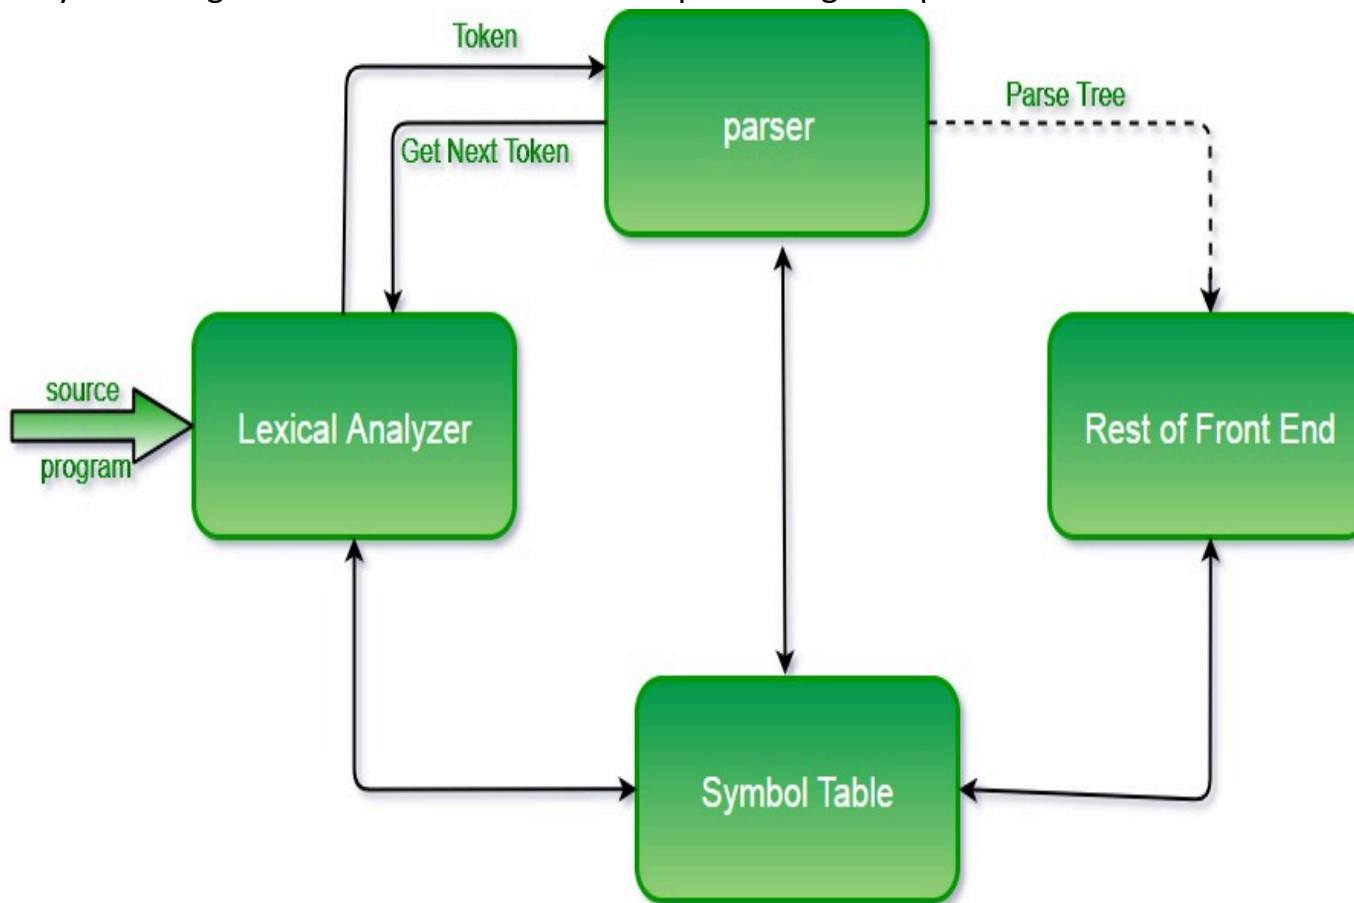 Token
parser
Parse Tree
Get Next Token
source
program
Lexical Analyzer
Rest of Front End
Symbol Table